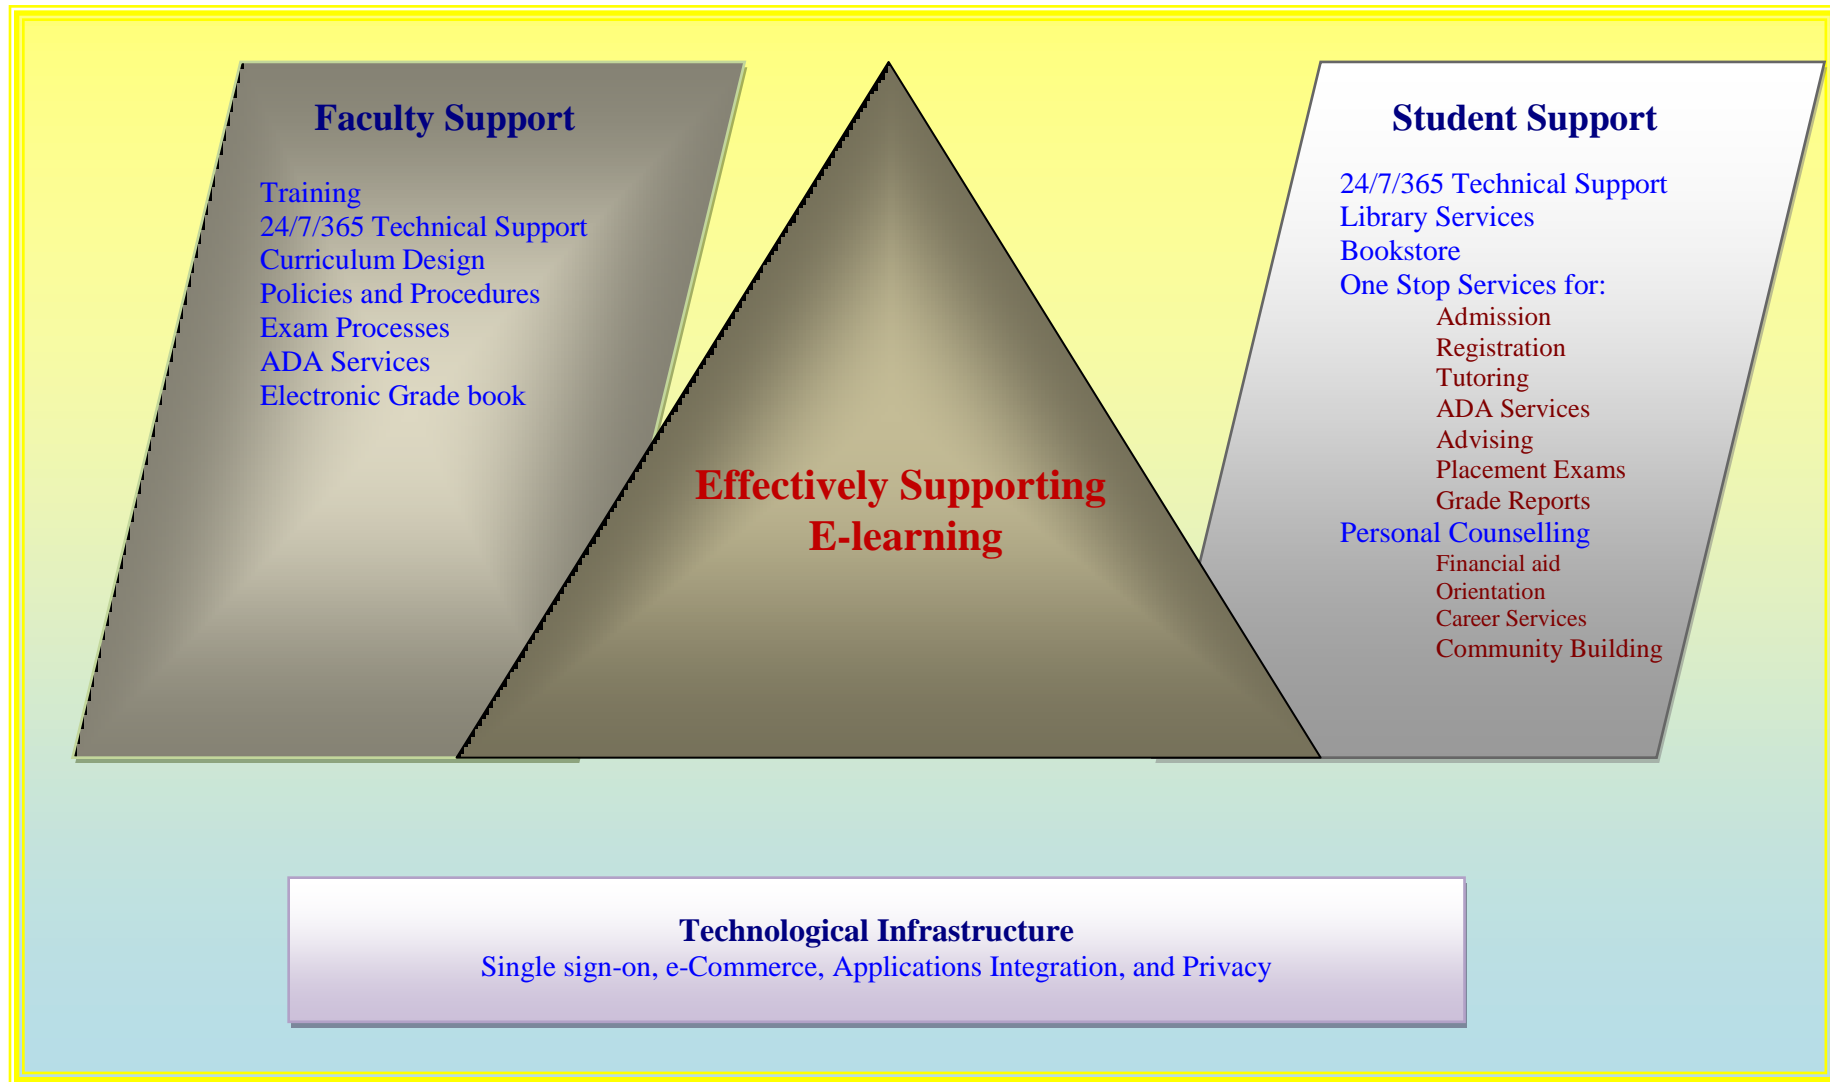 Faculty Support
Training
24/7/365 Technical Support
Curriculum Design
Policies and Procedures
Exam Processes
ADA Services
Electronic Grade book
Effectively Supporting
E-learning
Student Support
24/7/365 Technical Support
Library Services
Bookstore
One Stop Services for:
Admission
Registration
Tutoring
ADA Services
Advising
Placement Exams
Grade Reports
Personal Counselling
Financial aid
Orientation
Career Services
Community Building
Technological Infrastructure
Single sign-on, e-Commerce, Applications Integration, and Privacy